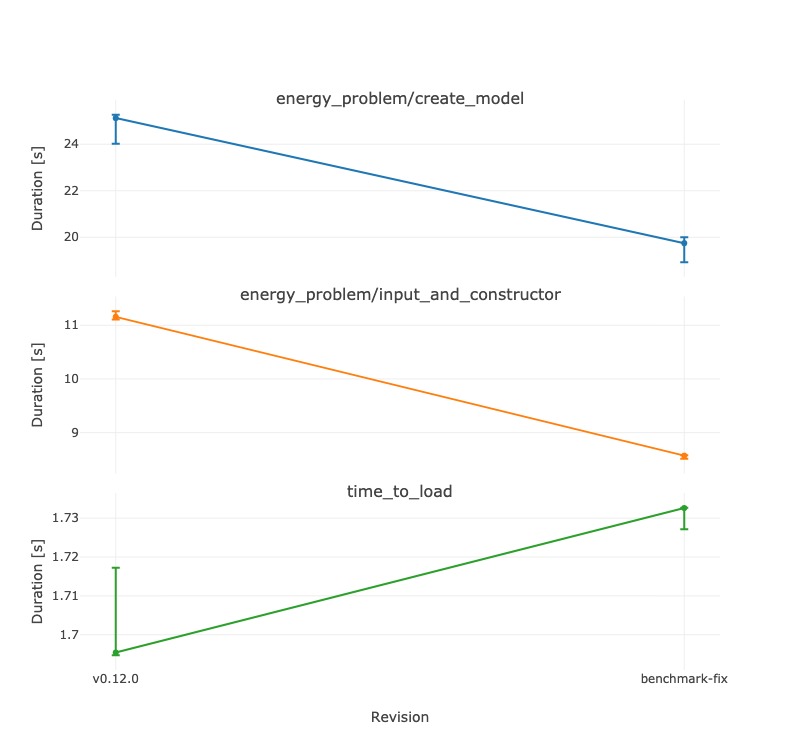 energy_problem/create_model
24
22
20
Duration [s]
energy_problem/input_and_constructor
11
10
9
Duration [s]
time_to_load
1.73
1.72
1.71
1.7
Duration [s]
v0.12.0
benchmark-fix
Revision